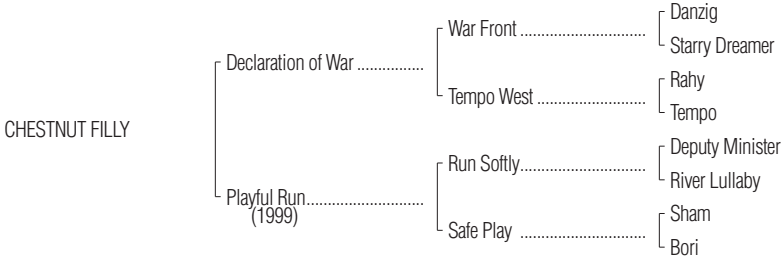 CHESTNUT FILLY
Declaration of War ................
Playful Run............................
(1999)
War Front ..............................
Tempo West ..........................
Run Softly..............................
Safe Play ..............................
Danzig
Starry Dreamer
Rahy
Tempo
Deputy Minister
River Lullaby
Sham
Bori